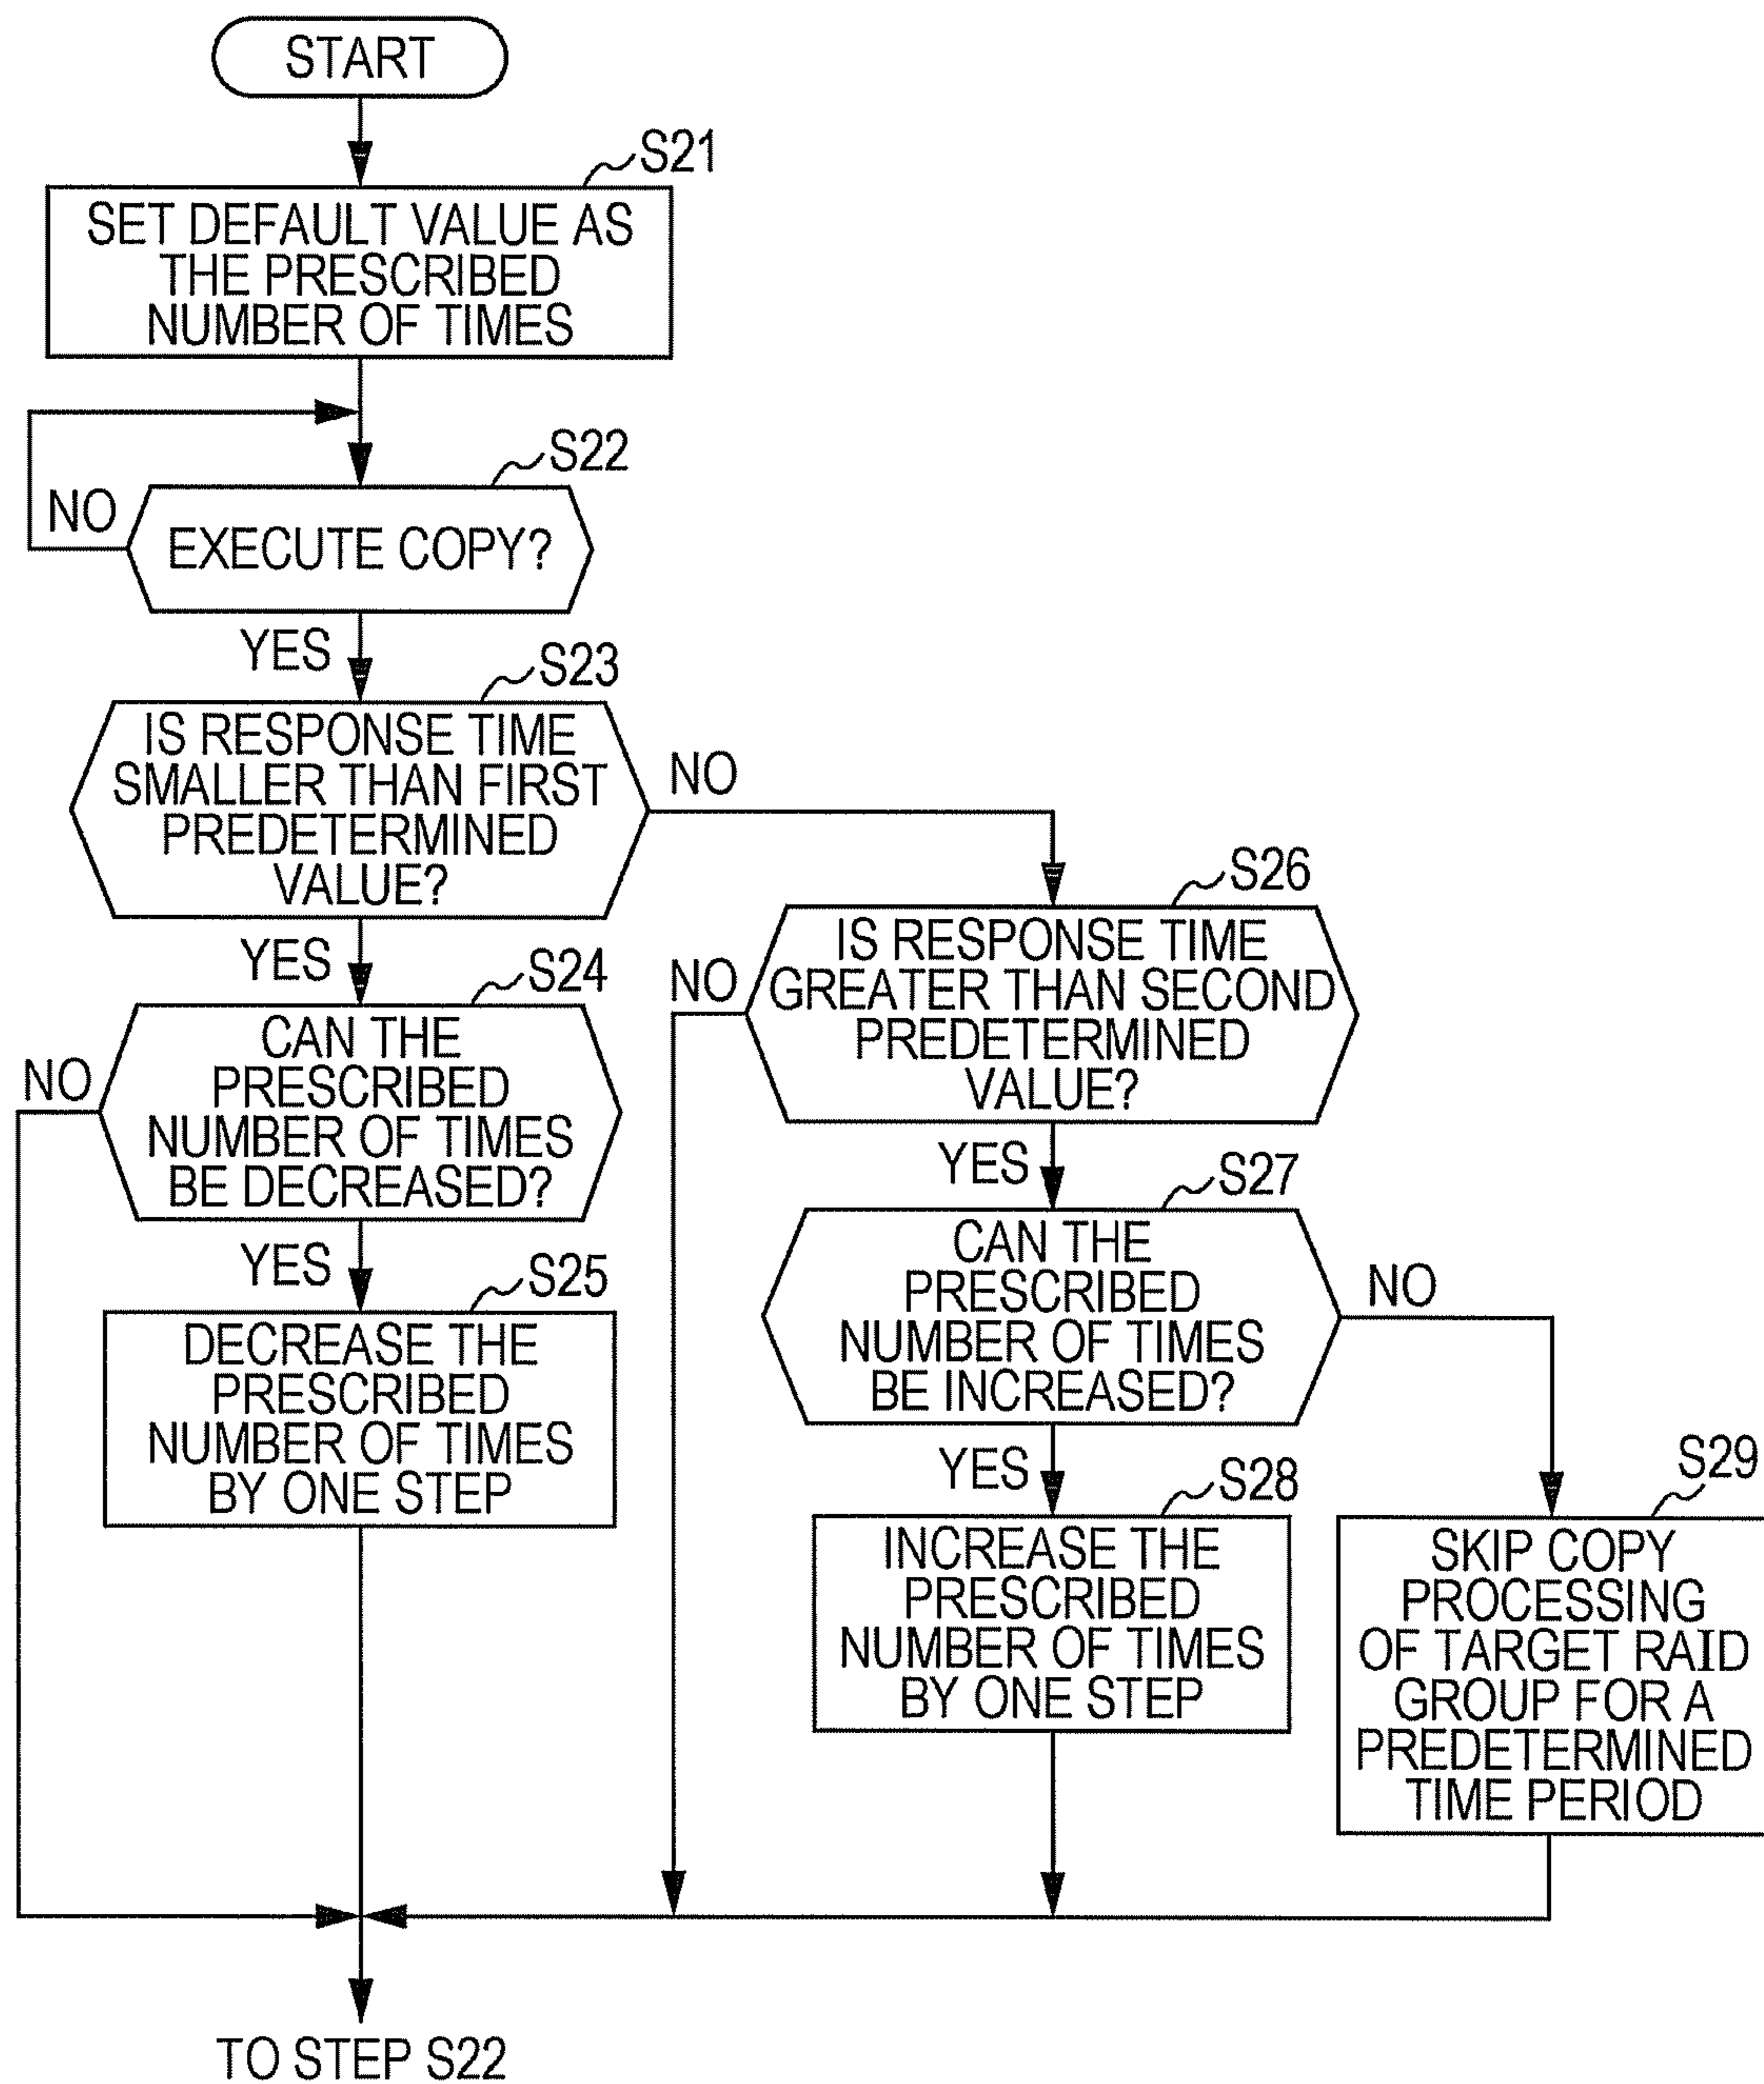 START
S21
SET DEFAULT VALUE AS
THE PRESCRIBED
NUMBER OF TIMES
S22
NO
EXECUTE COPY?
YES
S23
IS RESPONSE TIME
SMALLER THAN FIRST
PREDETERMINED
VALUE?
NO
YES
S24
CAN THE
PRESCRIBED
NUMBER OF TIMES
BE DECREASED?
NO
YES
S25
DECREASE THE
PRESCRIBED
NUMBER OF TIMES
BY ONE STEP
S26
IS RESPONSE TIME
GREATER THAN SECOND
PREDETERMINED
VALUE?
NO
YES
S27
CAN THE
PRESCRIBED
NUMBER OF TIMES
BE INCREASED?
NO
YES
S28
INCREASE THE
PRESCRIBED
NUMBER OF TIMES
BY ONE STEP
S29
SKIP COPY
PROCESSING
OF TARGET RAID
GROUP FOR A
PREDETERMINED
TIME PERIOD
TO STEP S22